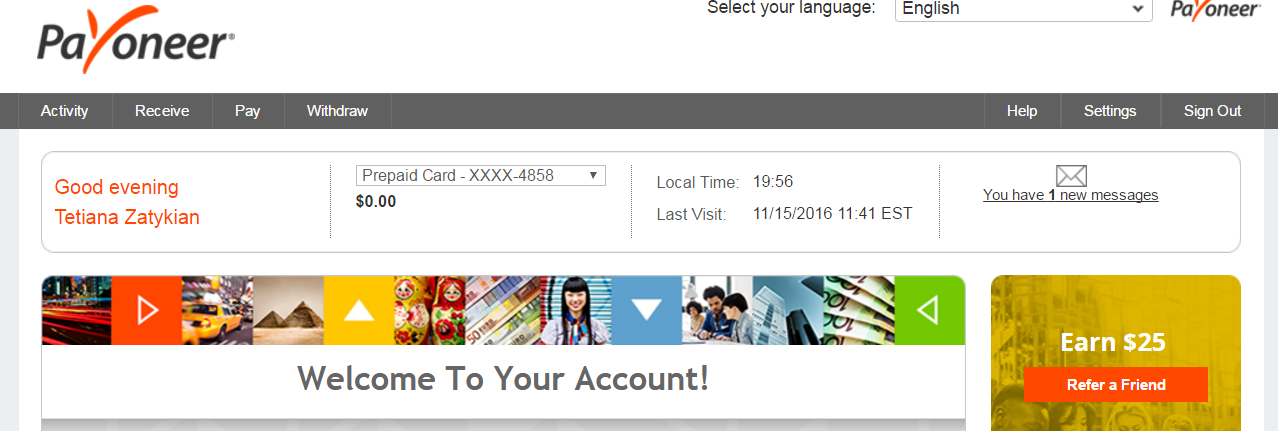 Select your language: English
Payoneer
PaYoneer®
Activity Receive Pay Withdraw Help Settings Sign Out
Good evening
Tetiana Zatykian
Prepaid Card - XXXX-4858
$0.00
Local Time: 19:56
Last Visit: 11/15/2016 11:41 EST
You have 1 new messages
Welcome To Your Account!
Earn $25
Refer a Friend